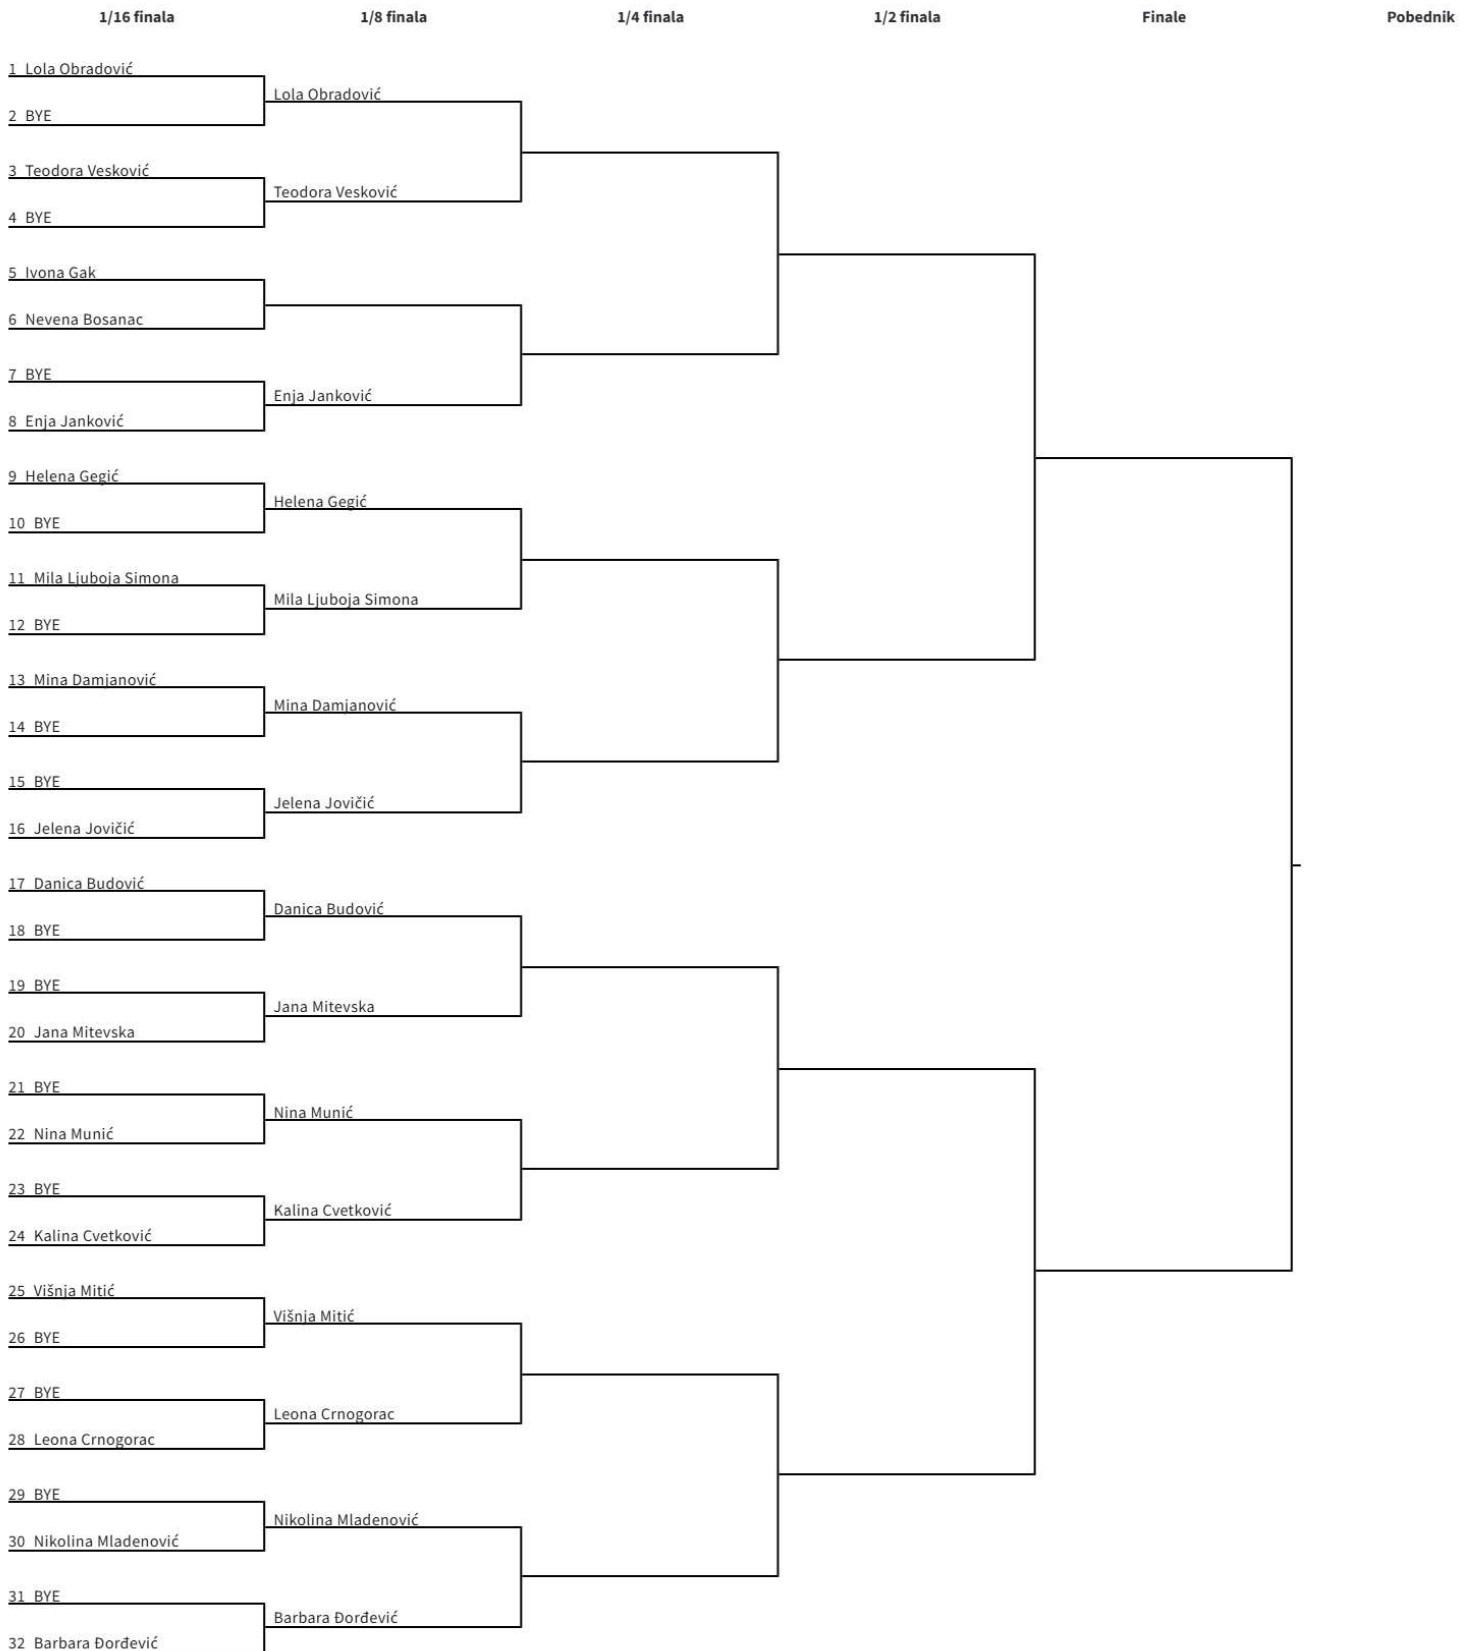 1/16 finala 1/8 finala 1/4 finala 1/2 finala Finale Pobednik
1 Lola Obradović
Lola Obradović
2 BYE
3 Teodora Vesković
Teodora Vesković
4 BYE
5 Ivona Gak
6 Nevena Bosanac
7 BYE
Enja Janković
8 Enja Janković
9 Helena Gegić
Helena Gegić
10 BYE
11 Mila Ljuboja Simona
Mila Ljuboja Simona
12 BYE
13 Mina Damjanović
Mina Damjanović
14 BYE
15 BYE
Jelena Jovičić
16 Jelena Jovičić
17 Danica Budović
Danica Budović
18 BYE
19 BYE
Jana Mitevska
20 Jana Mitevska
21 BYE
Nina Munić
22 Nina Munić
23 BYE
Kalina Cvetković
24 Kalina Cvetković
25 Višnja Mitić
Višnja Mitić
26 BYE
27 BYE
Leona Crnogorac
28 Leona Crnogorac
29 BYE
Nikolina Mladenović
30 Nikolina Mladenović
31 BYE
Barbara Đorđević
32 Barbara Đorđević